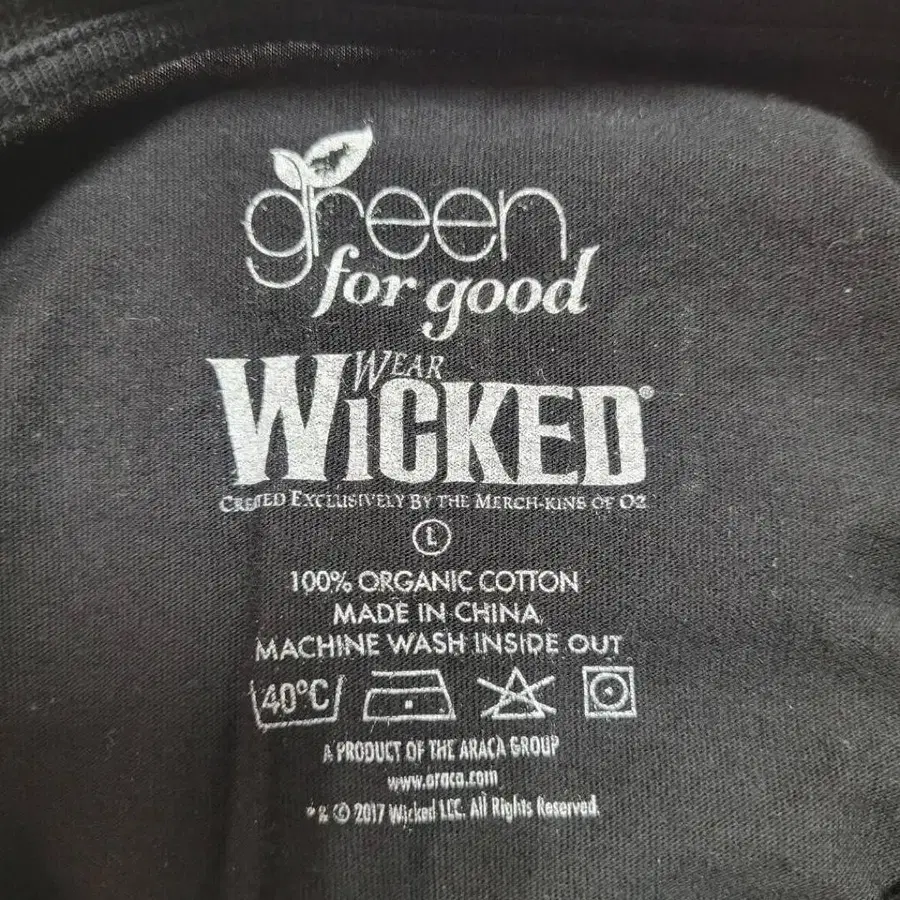 green
for good
WEAR
WiCKED®
CREATED EXCLUSIVELY BY THE MERCH-KINS OF OZ
L
100% ORGANIC COTTON
MADE IN CHINA
MACHINE WASH INSIDE OUT
40°C
A PRODUCT OF THE ARACA GROUP
www.araca.com
& © 2017 Wicked LLC. All Rights Reserved.